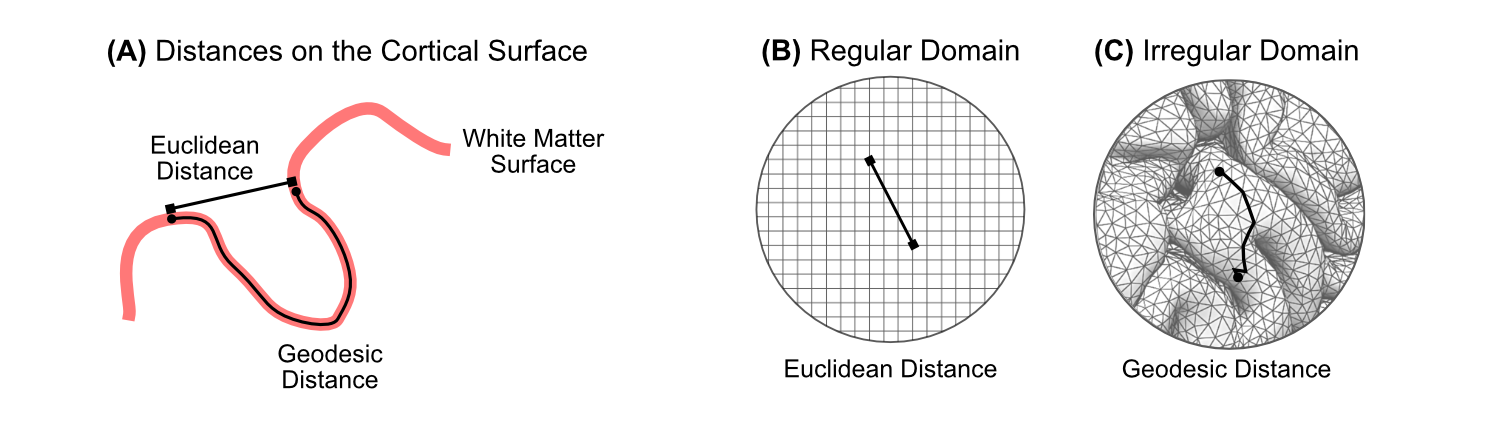 (A) Distances on the Cortical Surface
Euclidean
Distance
White Matter
Surface
Geodesic
Distance
(B) Regular Domain
Euclidean Distance
(C) Irregular Domain
Geodesic Distance